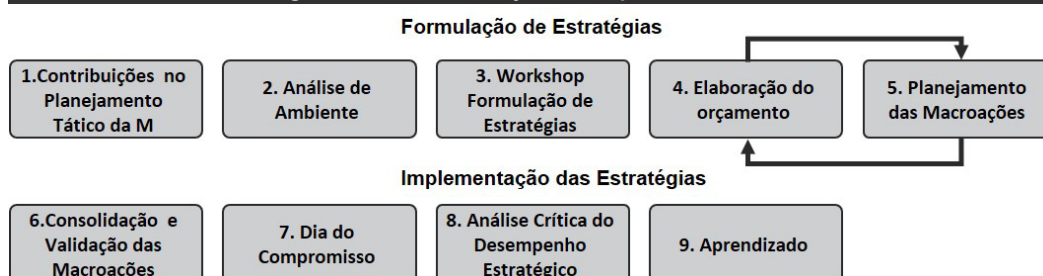 Formulação de Estratégias
1.Contribuições no
Planejamento
Tático da M
2. Análise de
Ambiente
3. Workshop
Formulação de
Estratégias
4. Elaboração do
orçamento
5. Planejamento
das Macroações
Implementação das Estratégias
6.Consolidação e
Validação das
Macroações
7. Dia do
Compromisso
8. Análise Crítica do
Desempenho
Estratégico
9. Aprendizado